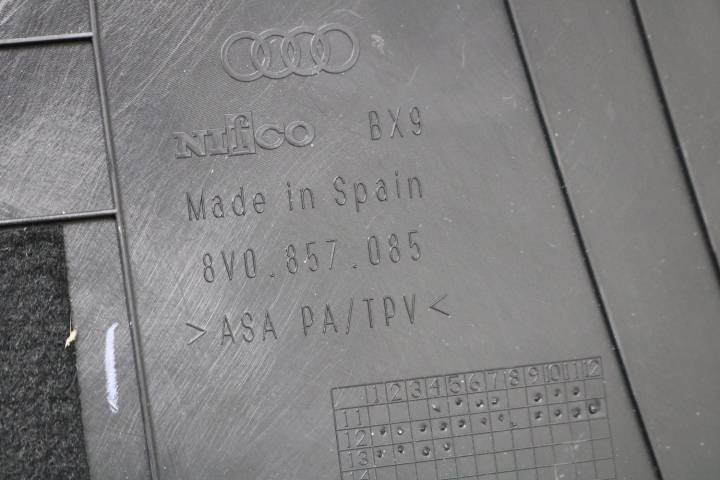 NIfCO BX9
Made in Spain
8V0.857.085
>ASA PA/TPV<
1 2 3 4 5 6 7 8 9 10 11 12
11
12
13